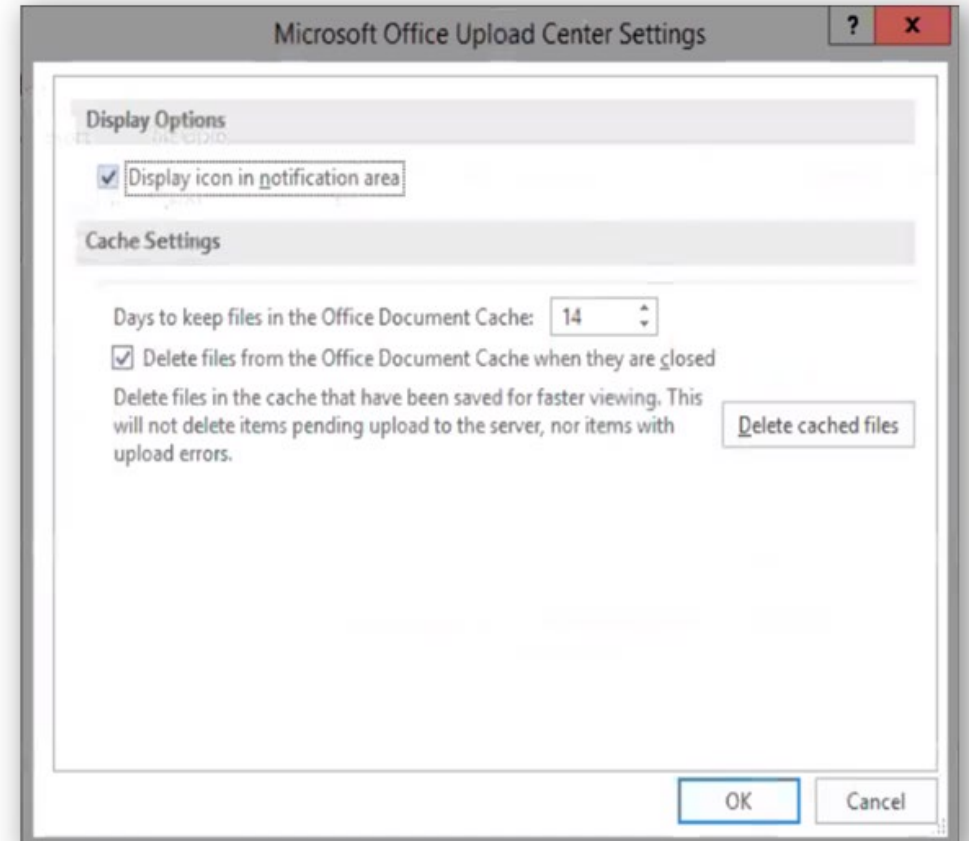 Microsoft Office Upload Center Settings
? x
Display Options
Display icon in notification area
Cache Settings
Days to keep files in the Office Document Cache: 14
Delete files from the Office Document Cache when they are closed
Delete files in the cache that have been saved for faster viewing. This
will not delete items pending upload to the server, nor items with
upload errors.
Delete cached files
OK Cancel